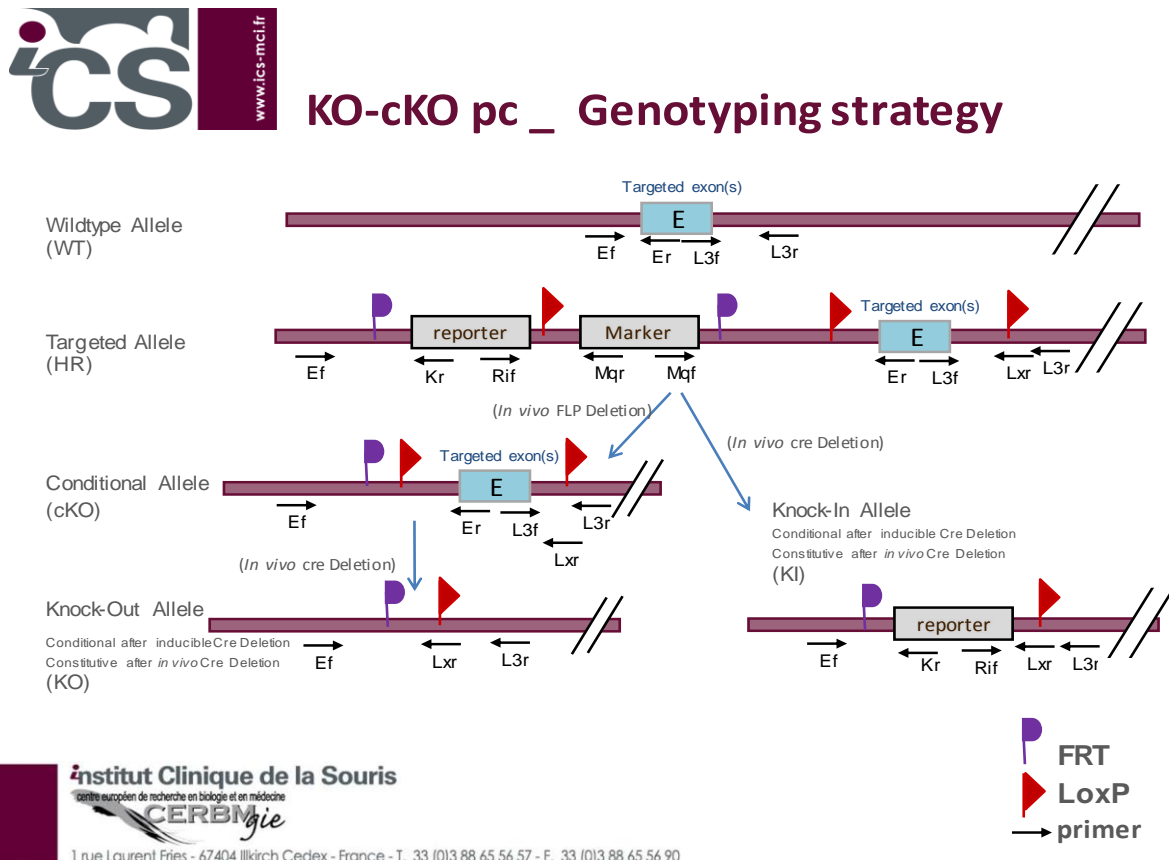 iCS
www.ics-mci.fr
KO-cKO pc _ Genotyping strategy
Targeted exon(s)
Wildtype Allele
(WT)
E
Ef
Er
L3f
L3r
Targeted exon(s)
Targeted Allele
(HR)
reporter
Marker
E
Ef
Kr
Rif
Mqr
Mqf
Er
L3f
Lxr
L3r
(In vivo FLP Deletion)
(In vivo cre Deletion)
Targeted exon(s)
Conditional Allele
(cKO)
E
Ef
Er
L3f
L3r
Lxr
(In vivo cre Deletion)
Knock-In Allele
Conditional after inducible Cre Deletion
Constitutive after in vivo Cre Deletion
(KI)
Knock-Out Allele
Conditional after inducible Cre Deletion
Constitutive after in vivo Cre Deletion
(KO)
Ef
Lxr
L3r
reporter
Ef
Kr
Rif
Lxr
L3r
FRT
LoxP
primer
institut Clinique de la Souris
centre européen de recherche en biologie et en médecine
CERBMgie
1 rue Laurent Fries - 67404 Illkirch Cedex - France - T. 33 (0)3 88 65 56 57 - F. 33 (0)3 88 65 56 90